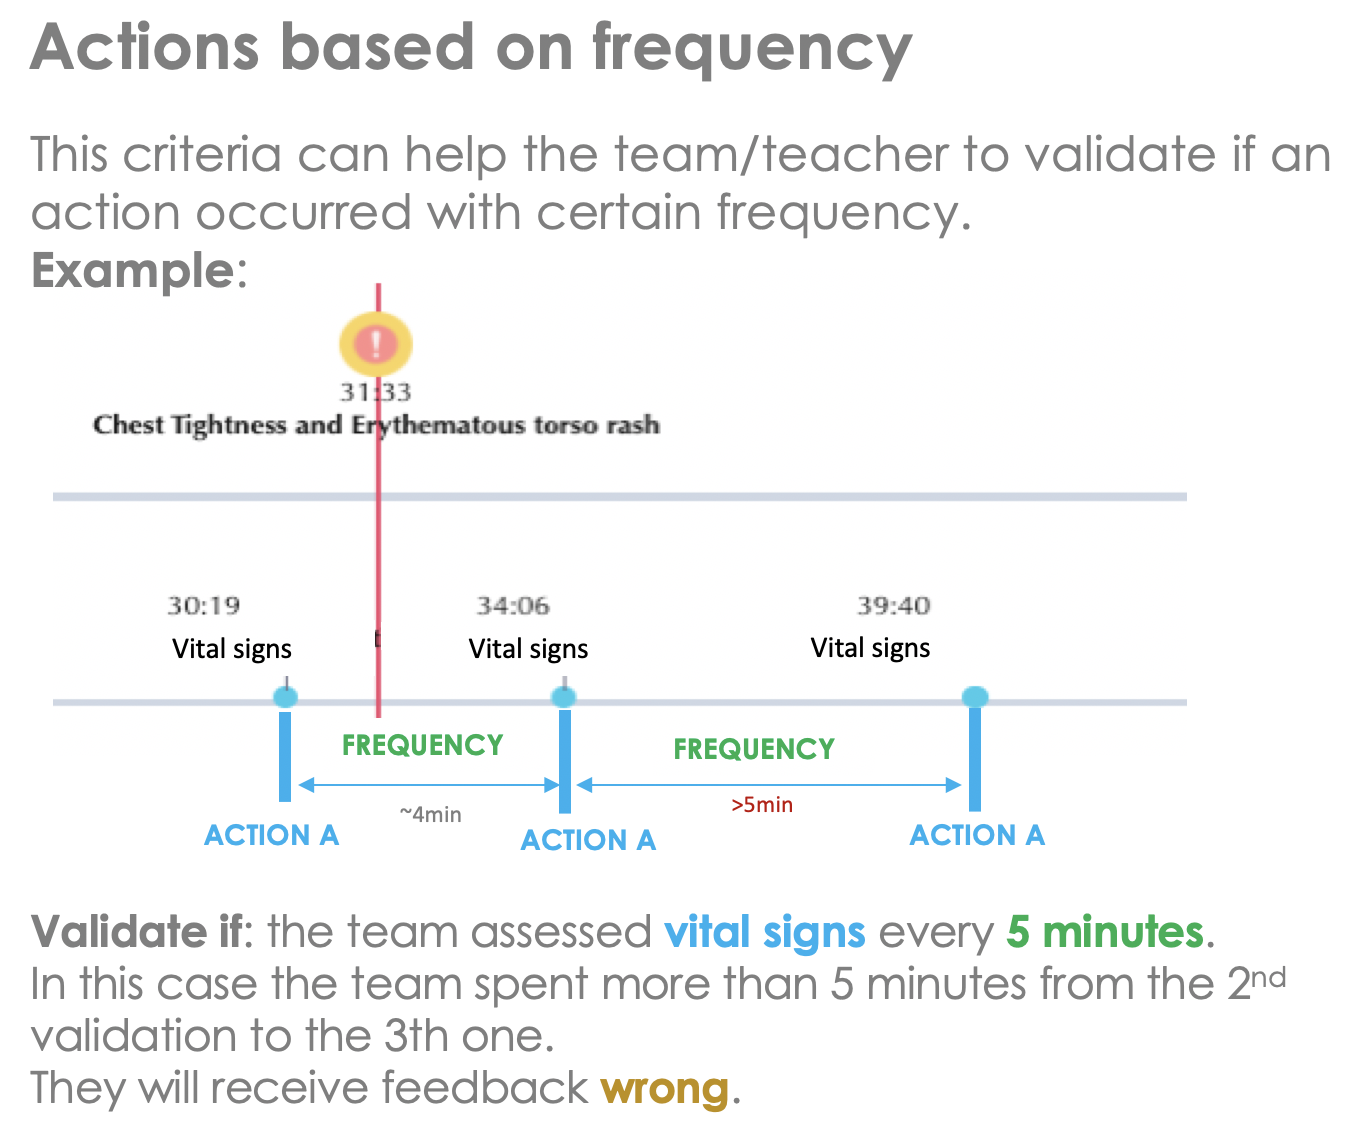 Actions based on frequency
This criteria can help the team/teacher to validate if an
action occurred with certain frequency.
Example:
!
31:33
Chest Tightness and Erythematous torso rash
30:19 34:06 39:40
t
Vital signs Vital signs Vital signs
FREQUENCY FREQUENCY
~4min >5min
ACTION A ACTION A ACTION A
Validate if: the team assessed vital signs every 5 minutes.
In this case the team spent more than 5 minutes from the 2nd
validation to the 3th one.
They will receive feedback wrong.